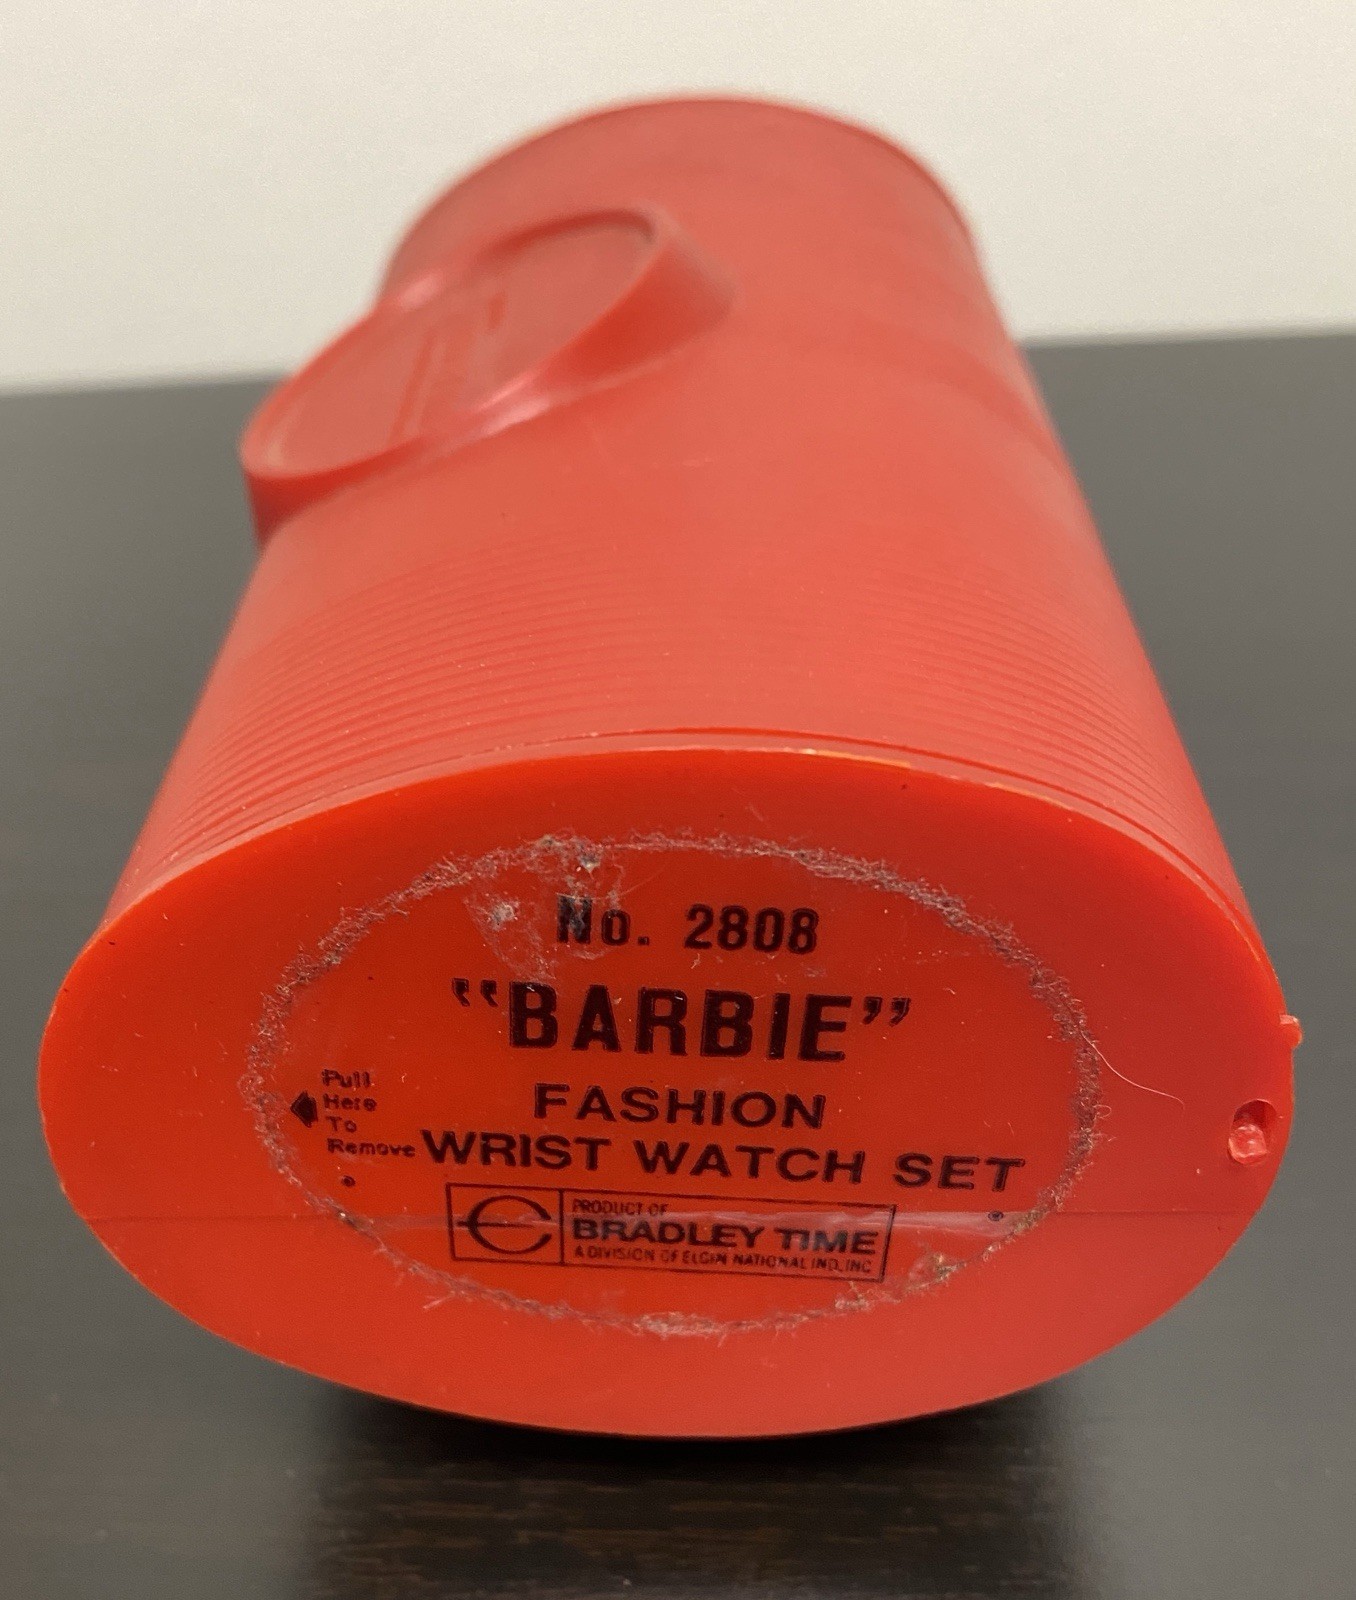 No. 2808
“BARBIE”
FASHION
WRIST WATCH SET
Pull
Here
To
Remove
PRODUCT OF
BRADLEY TIME
A DIVISION OF ELGIN NATIONAL IND., INC